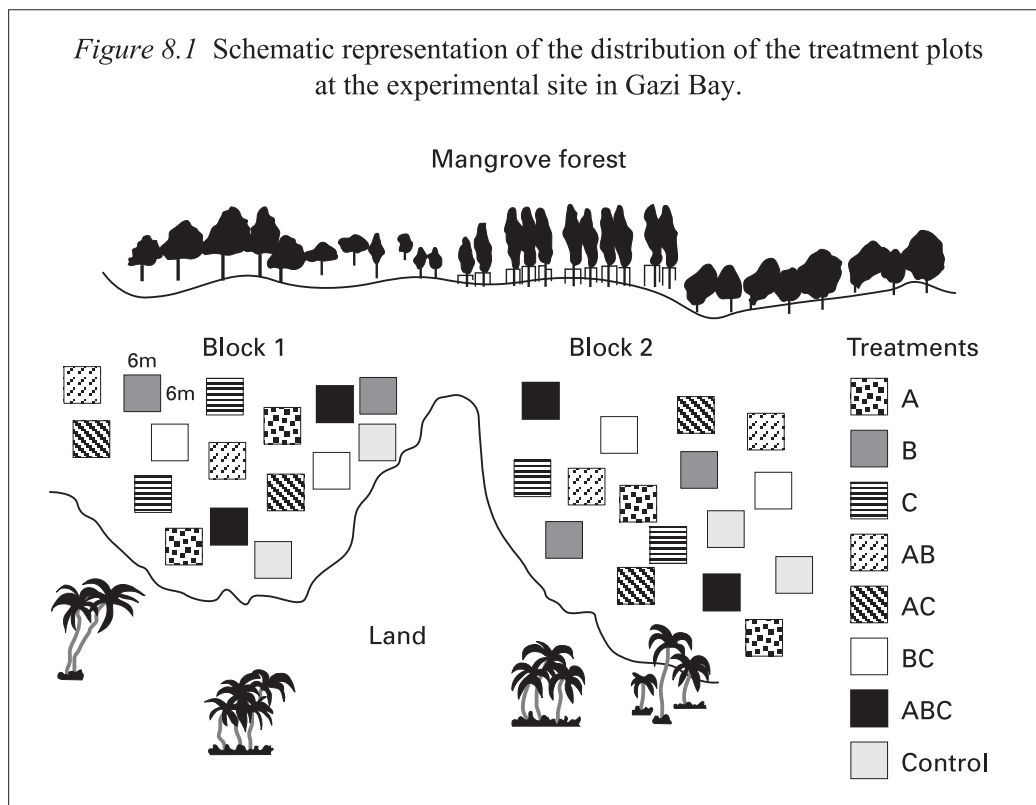 Figure 8.1 Schematic representation of the distribution of the treatment plots
at the experimental site in Gazi Bay.
Mangrove forest
Block 1
Block 2
Treatments
6m
6m
A
B
C
AB
AC
BC
ABC
Control
Land